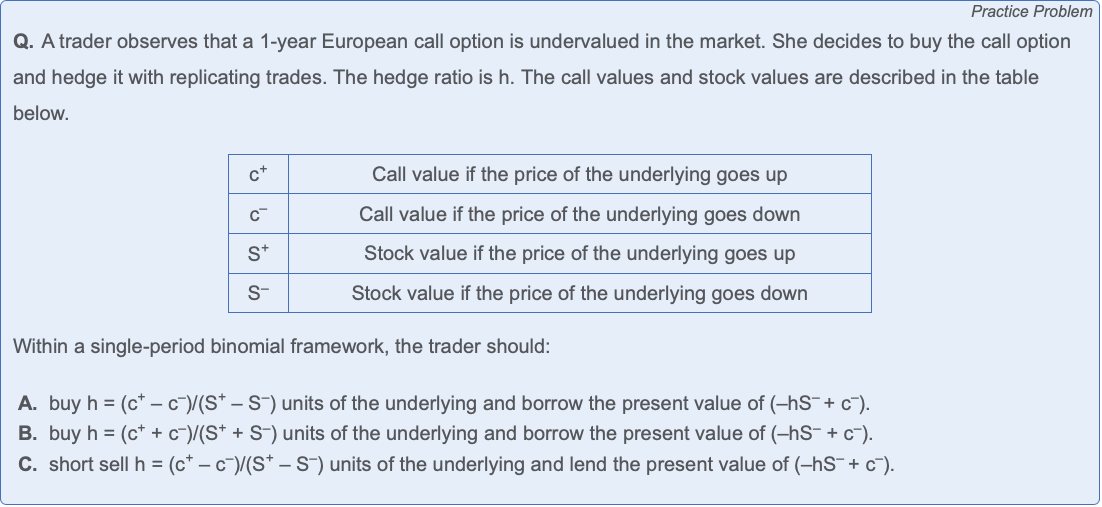 Practice Problem
Q. A trader observes that a 1-year European call option is undervalued in the market. She decides to buy the call option
and hedge it with replicating trades. The hedge ratio is h. The call values and stock values are described in the table
below.
c⁺ Call value if the price of the underlying goes up
c⁻ Call value if the price of the underlying goes down
S⁺ Stock value if the price of the underlying goes up
S⁻ Stock value if the price of the underlying goes down
Within a single-period binomial framework, the trader should:
A. buy h = (c⁺ – c⁻)/(S⁺ – S⁻) units of the underlying and borrow the present value of (–hS⁻ + c⁻).
B. buy h = (c⁺ + c⁻)/(S⁺ + S⁻) units of the underlying and borrow the present value of (–hS⁻ + c⁻).
C. short sell h = (c⁺ – c⁻)/(S⁺ – S⁻) units of the underlying and lend the present value of (–hS⁻ + c⁻).